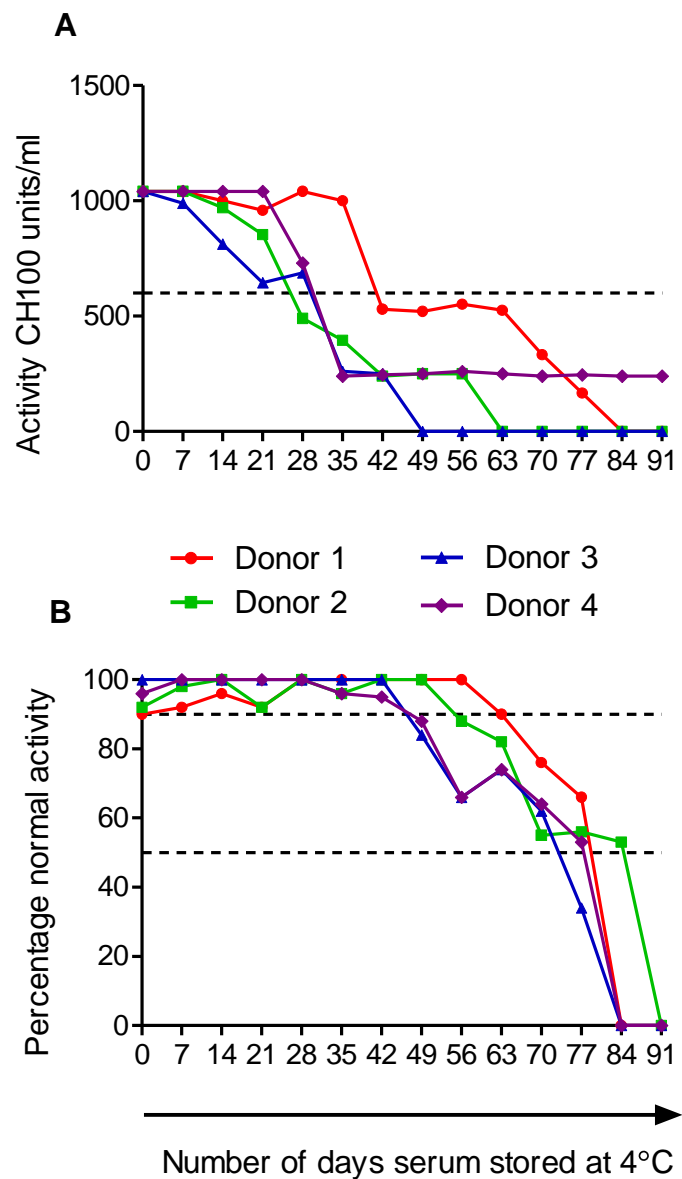 A
Activity CH100 units/ml
1500
1000
500
0
0 7 14 21 28 35 42 49 56 63 70 77 84 91
Donor 1 Donor 3
Donor 2 Donor 4
B
Percentage normal activity
100
80
60
40
20
0
0 7 14 21 28 35 42 49 56 63 70 77 84 91
Number of days serum stored at 4°C